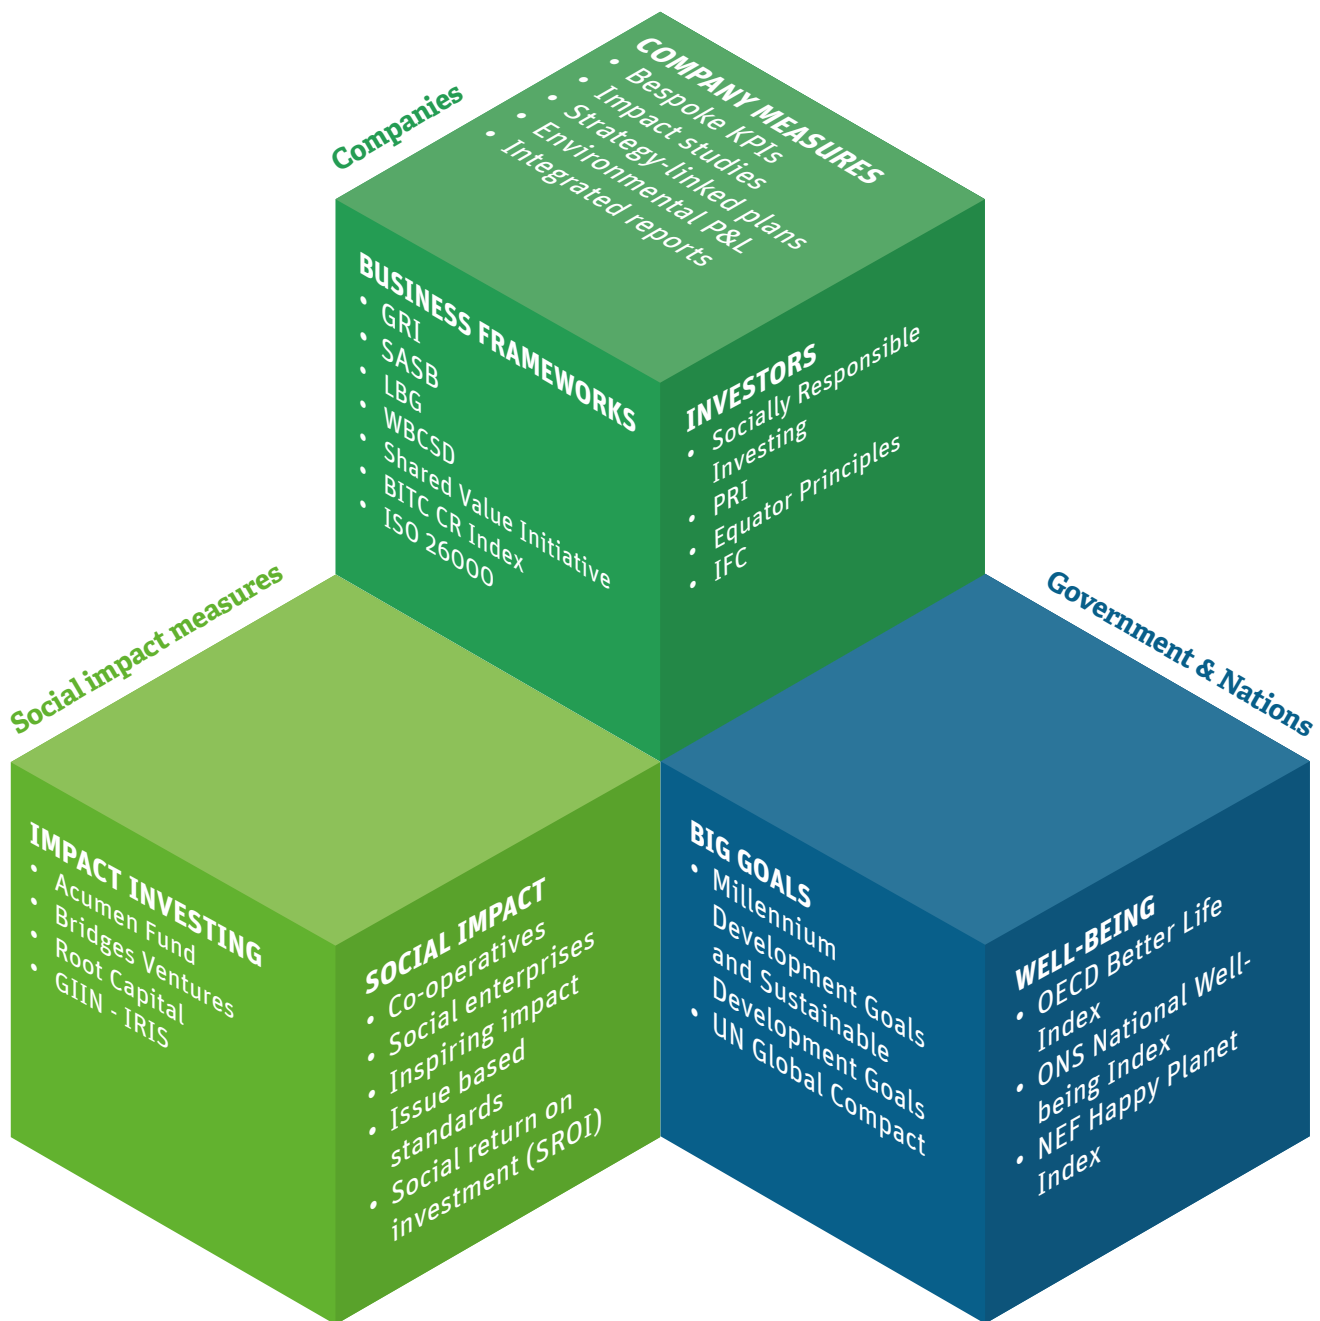 Companies
COMPANY MEASURES
• Bespoke KPIs
• Impact studies
• Strategy-linked plans
• Environmental P&L
• Integrated reports
BUSINESS FRAMEWORKS
• GRI
• SASB
• LBG
• WBCSD
• Shared Value Initiative
• BITC CR Index
• ISO 26000
INVESTORS
• Socially Responsible
Investing
• PRI
• Equator Principles
• IFC
Social impact measures
IMPACT INVESTING
• Acumen Fund
• Bridges Ventures
• Root Capital
• GIIN - IRIS
SOCIAL IMPACT
• Co-operatives
• Social enterprises
• Inspiring impact
• Issue based
standards
• Social return on
investment (SROI)
Government & Nations
BIG GOALS
• Millennium
Development Goals
and Sustainable
Development Goals
• UN Global Compact
WELL-BEING
• OECD Better Life
Index
• ONS National Well-
being Index
• NEF Happy Planet
Index